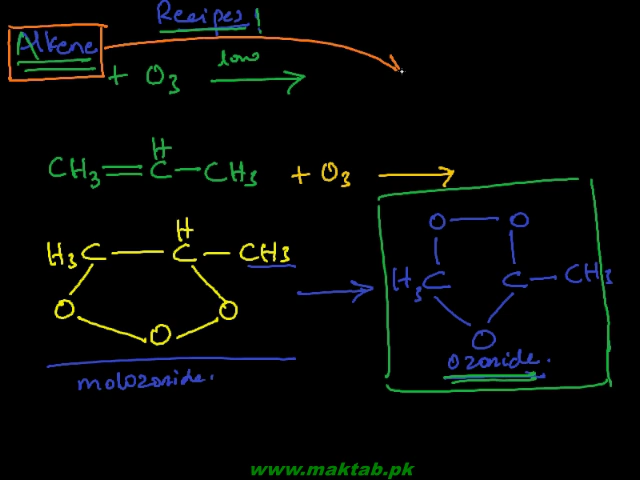 Recipes!
Alkene
+ O3 low
H
CH3=C-CH3 + O3
H
H3C-C-CH3
O O
O
molozonide.
O-O
H3C C-CH3
O
ozonide.
www.maktab.pk